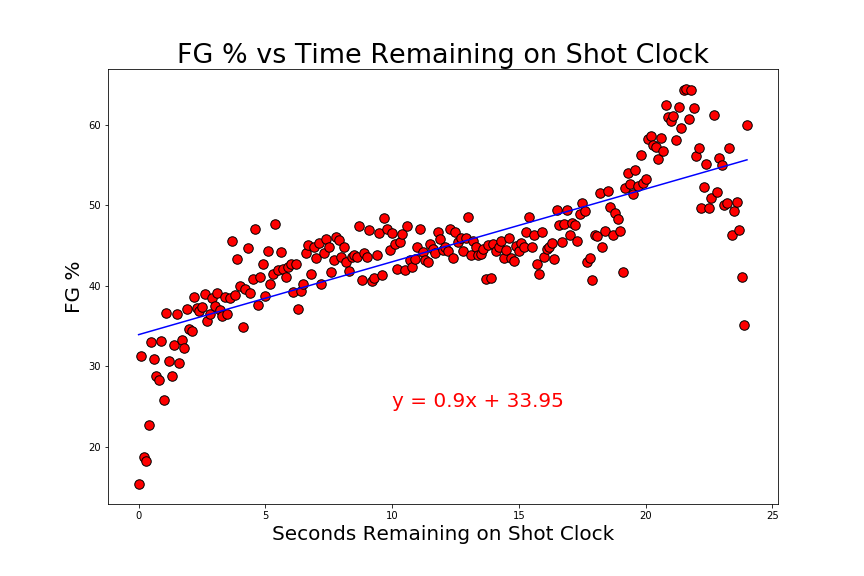 FG % vs Time Remaining on Shot Clock
FG %
60
50
40
30
20
y = 0.9x + 33.95
0 5 10 15 20 25
Seconds Remaining on Shot Clock